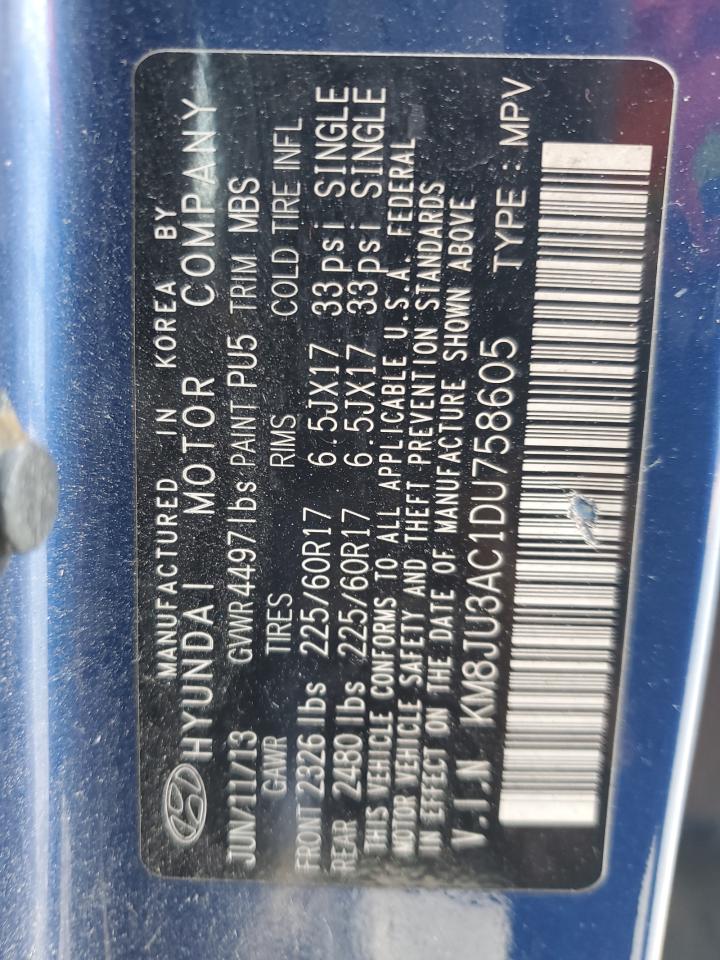 MANUFACTURED IN KOREA BY
HYUNDAI MOTOR COMPANY
JUN/11/13 GVWR 4497lbs PAINT PU5 TRIM MBS
GAWR TIRES RIMS COLD TIRE INFL
FRONT 2326 lbs 225/60R17 6.5JX17 33psi SINGLE
REAR 2480 lbs 225/60R17 6.5JX17 33psi SINGLE
THIS VEHICLE CONFORMS TO ALL APPLICABLE U.S.A. FEDERAL
MOTOR VEHICLE SAFETY AND THEFT PREVENTION STANDARDS
IN EFFECT ON THE DATE OF MANUFACTURE SHOWN ABOVE
V.I.N KM8JU3AC1DU758605 TYPE : MPV